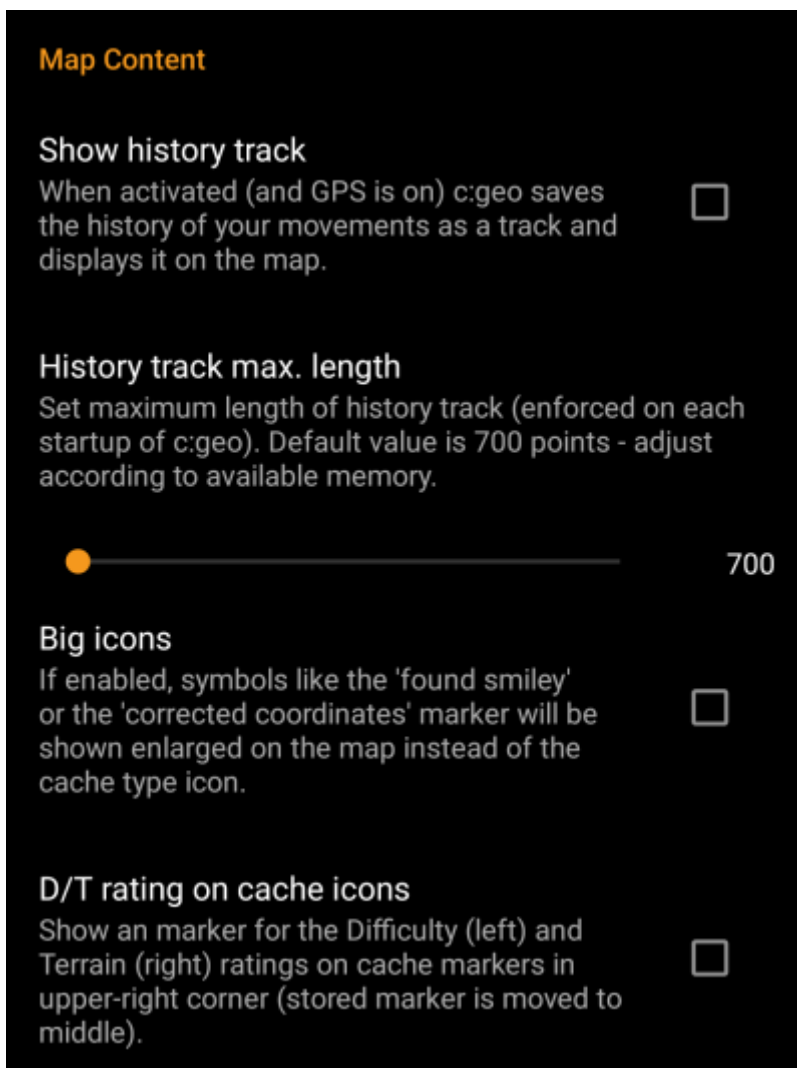 Map Content
Show history track
When activated (and GPS is on) c:geo saves
the history of your movements as a track and
displays it on the map.
History track max. length
Set maximum length of history track (enforced on each
startup of c:geo). Default value is 700 points - adjust
according to available memory.
700
Big icons
If enabled, symbols like the 'found smiley'
or the 'corrected coordinates' marker will be
shown enlarged on the map instead of the
cache type icon.
D/T rating on cache icons
Show an marker for the Difficulty (left) and
Terrain (right) ratings on cache markers in
upper-right corner (stored marker is moved to
middle).